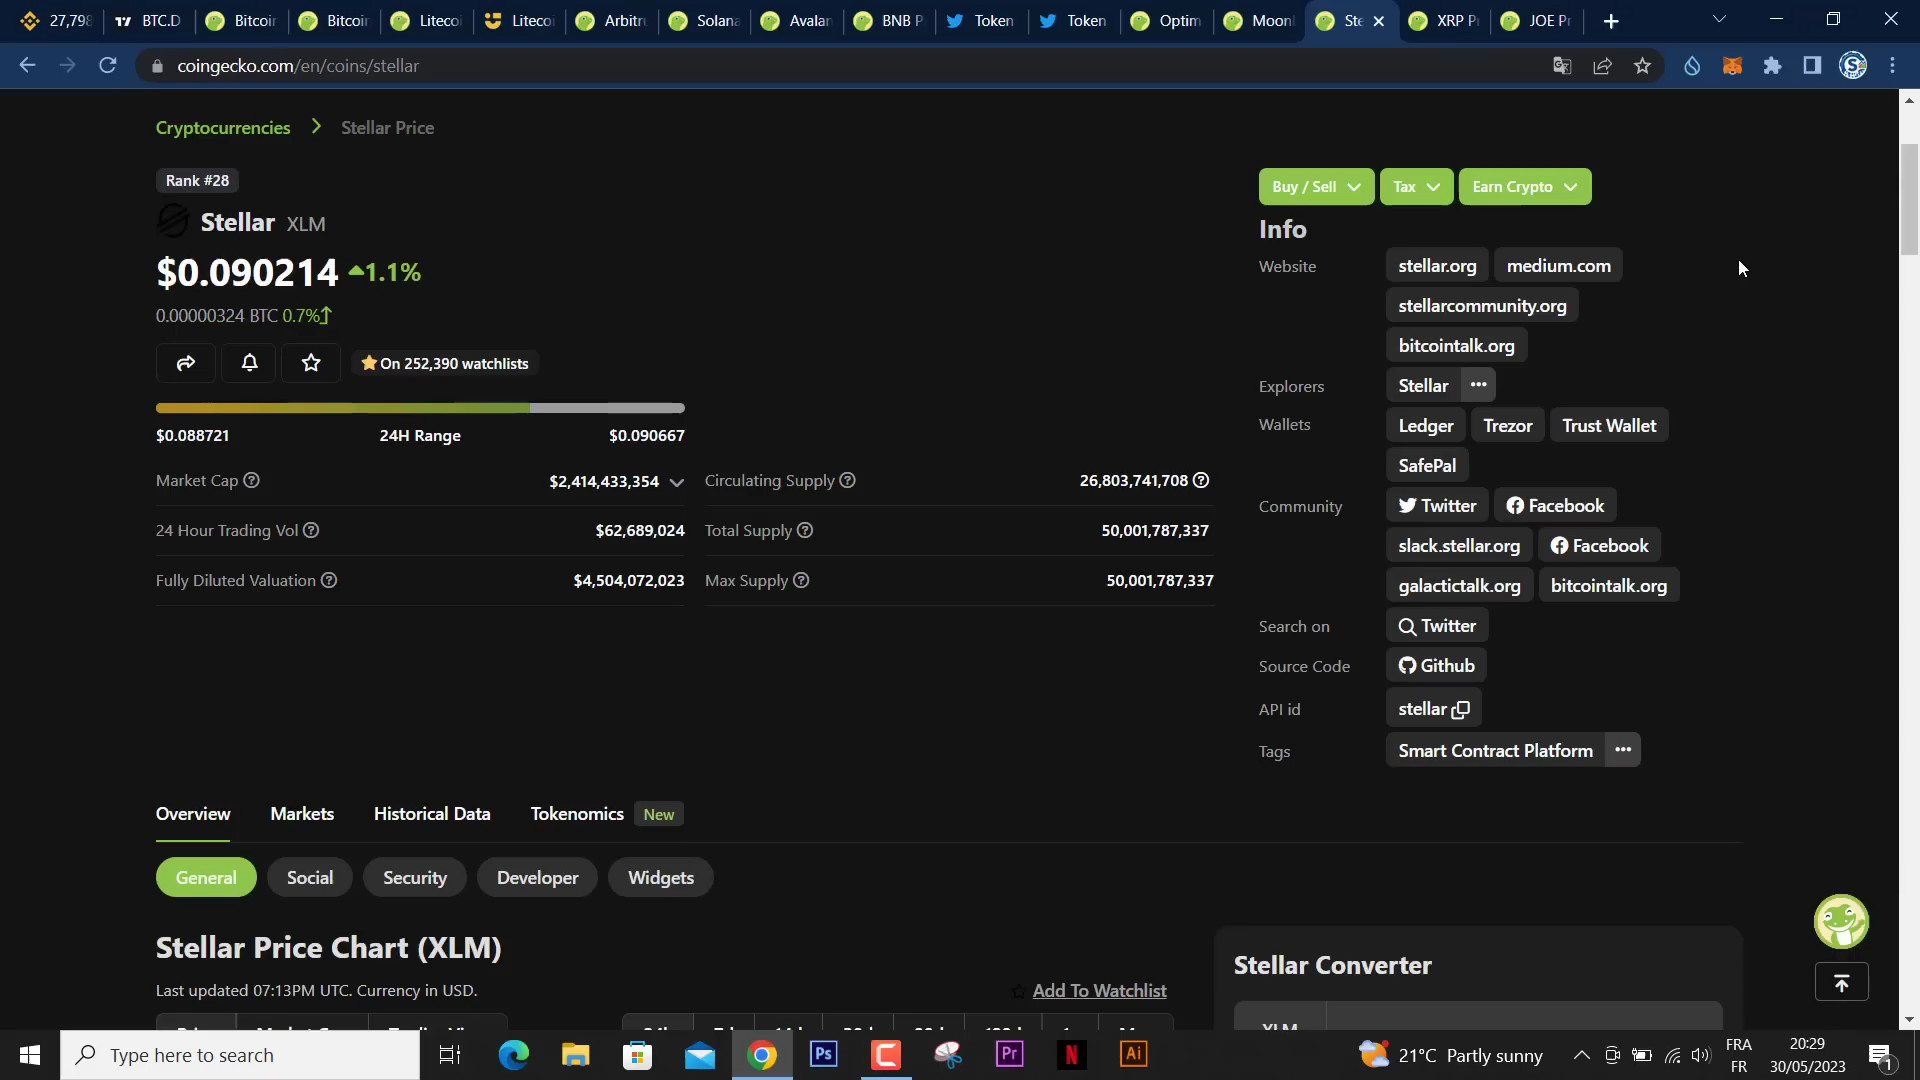 27,798
BTC.D
Bitcoin
Bitcoin
Liteco
Litecoi
Arbitru
Solana
Avalan
BNB P
Token
Token
Optim
Moon
Ste
XRP P
JOE Pr
coingecko.com/en/coins/stellar
Cryptocurrencies
Stellar Price
Rank #28
Stellar XLM
$0.090214 1.1%
0.00000324 BTC 0.7%
On 252,390 watchlists
$0.088721 24H Range $0.090667
Market Cap $2,414,433,354
24 Hour Trading Vol $62,689,024
Fully Diluted Valuation $4,504,072,023
Circulating Supply 26,803,741,708
Total Supply 50,001,787,337
Max Supply 50,001,787,337
Buy / Sell
Tax
Earn Crypto
Info
Website stellar.org medium.com
stellarcommunity.org
bitcointalk.org
Explorers Stellar
Wallets Ledger Trezor Trust Wallet
SafePal
Community Twitter Facebook
slack.stellar.org Facebook
galactictalk.org bitcointalk.org
Search on Twitter
Source Code Github
API id stellar
Tags Smart Contract Platform
Overview Markets Historical Data Tokenomics New
General Social Security Developer Widgets
Stellar Price Chart (XLM)
Last updated 07:13PM UTC. Currency in USD.
Add To Watchlist
Stellar Converter
XLM
Type here to search
Ps
Pr
N
Ai
21°C Partly sunny
FRA
FR
20:29
30/05/2023
1